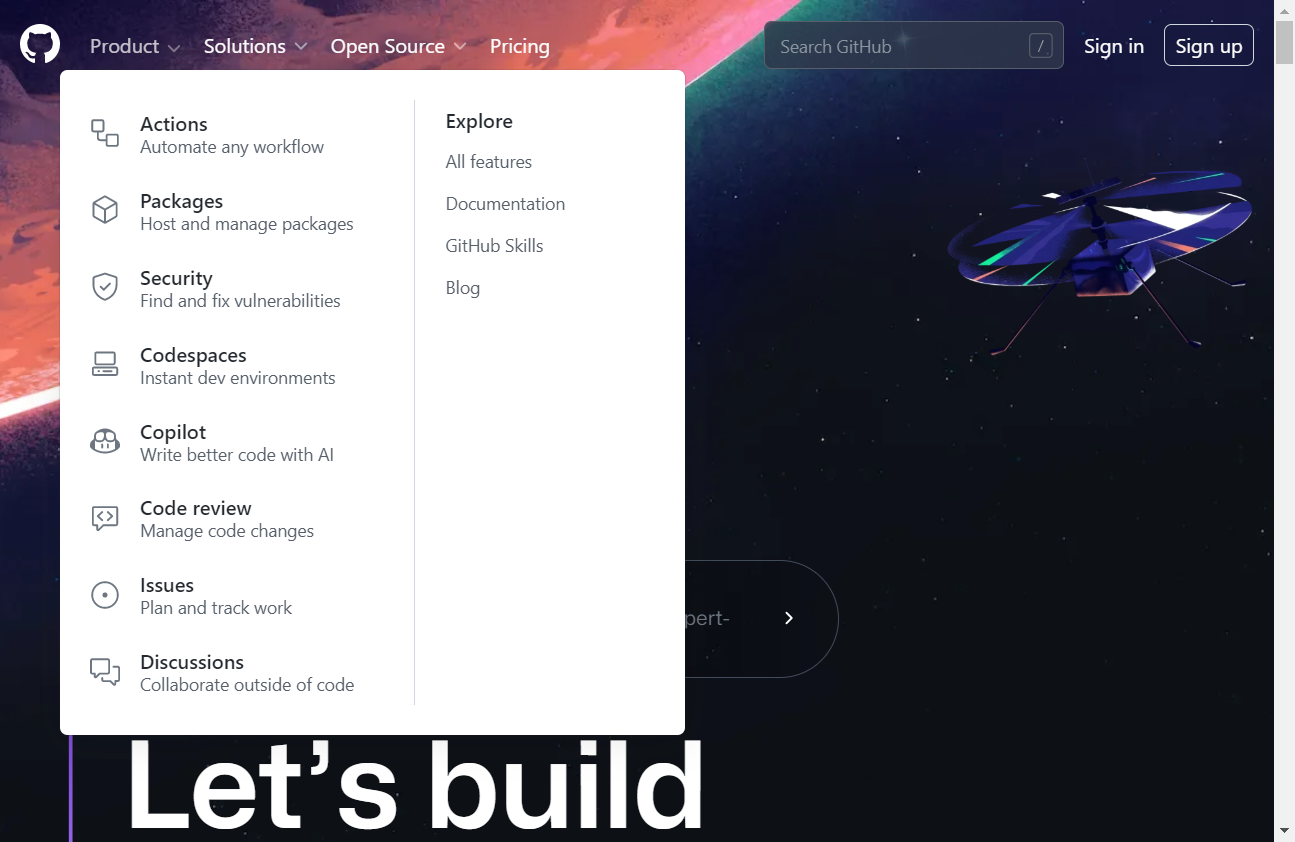 Product
Solutions
Open Source
Pricing
Search GitHub
/
Sign in
Sign up
Actions
Automate any workflow
Packages
Host and manage packages
Security
Find and fix vulnerabilities
Codespaces
Instant dev environments
Copilot
Write better code with AI
Code review
Manage code changes
Issues
Plan and track work
Discussions
Collaborate outside of code
Explore
All features
Documentation
GitHub Skills
Blog
pert-
Let’s build